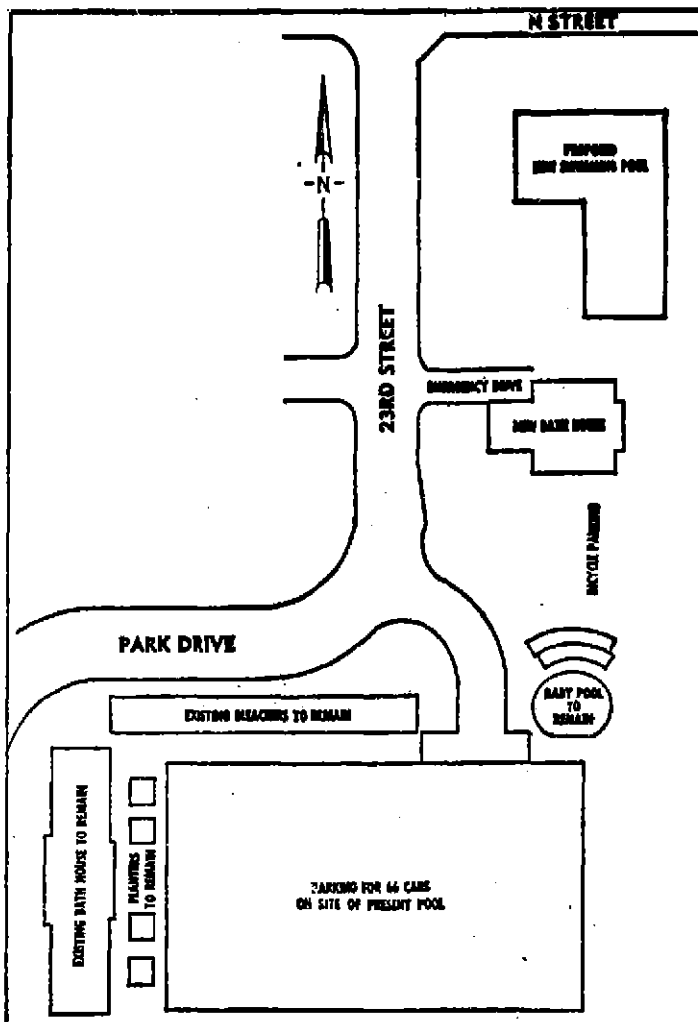 N STREET
PROPOSED
NEW SWIMMING POOL
-N-
23RD STREET
EMERGENCY DRIVE
NEW BATH HOUSE
BICYCLE PARKING
PARK DRIVE
BABY POOL
TO
REMAIN
EXISTING BLEACHERS TO REMAIN
EXISTING BATH HOUSE TO REMAIN
PLANTERS
TO REMAIN
PARKING FOR 66 CARS
ON SITE OF PRESENT POOL